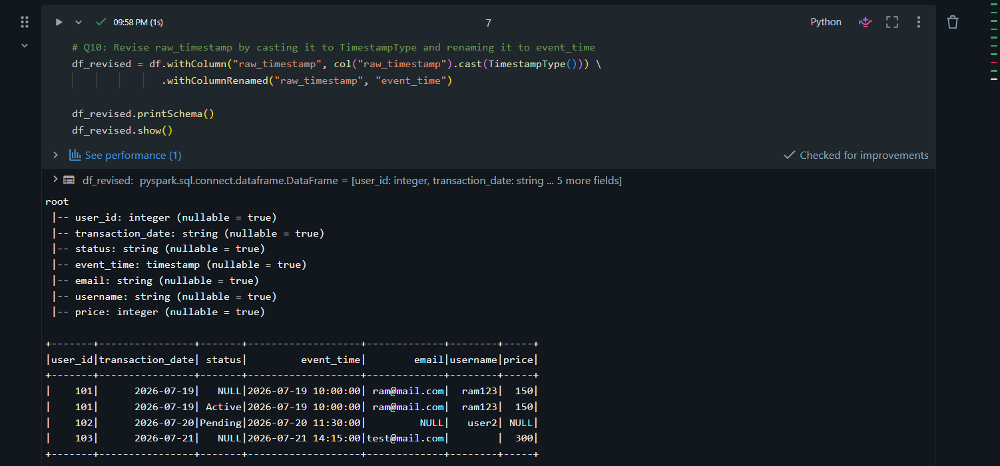 09:58 PM (1s)
7
Python
# Q10: Revise raw_timestamp by casting it to TimestampType and renaming it to event_time
df_revised = df.withColumn("raw_timestamp", col("raw_timestamp").cast(TimestampType())) \
.withColumnRenamed("raw_timestamp", "event_time")
df_revised.printSchema()
df_revised.show()
See performance (1)
Checked for improvements
df_revised: pyspark.sql.connect.dataframe.DataFrame = [user_id: integer, transaction_date: string ... 5 more fields]
root
|-- user_id: integer (nullable = true)
|-- transaction_date: string (nullable = true)
|-- status: string (nullable = true)
|-- event_time: timestamp (nullable = true)
|-- email: string (nullable = true)
|-- username: string (nullable = true)
|-- price: integer (nullable = true)
+-------+----------------+-------+-------------------+-------------+--------+-----+
|user_id|transaction_date| status|         event_time|        email|username|price|
+-------+----------------+-------+-------------------+-------------+--------+-----+
|    101|      2026-07-19|   NULL|2026-07-19 10:00:00| ram@mail.com|  ram123|  150|
|    101|      2026-07-19| Active|2026-07-19 10:00:00| ram@mail.com|  ram123|  150|
|    102|      2026-07-20|Pending|2026-07-20 11:30:00|         NULL|   user2| NULL|
|    103|      2026-07-21|   NULL|2026-07-21 14:15:00|test@mail.com|        |  300|
+-------+----------------+-------+-------------------+-------------+--------+-----+